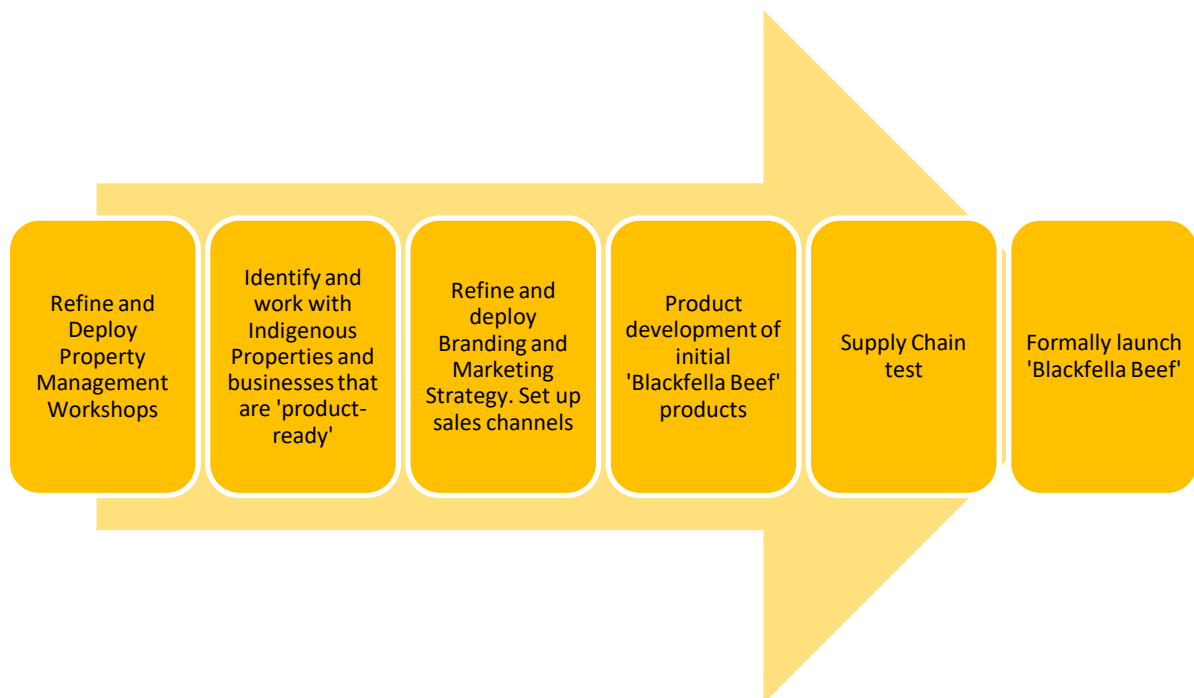 Refine and
Deploy
Property
Management
Workshops
Identify and
work with
Indigenous
Properties and
businesses that
are 'product-
ready'
Refine and
deploy
Branding and
Marketing
Strategy. Set up
sales channels
Product
development of
initial
'Blackfella Beef'
products
Supply Chain
test
Formally launch
'Blackfella Beef'